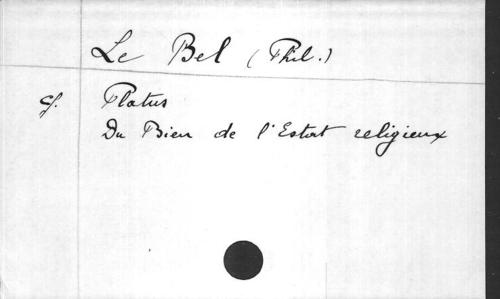 Le Bel (Phil.)
cf. Platus
Du Bien de l'Estat religieux